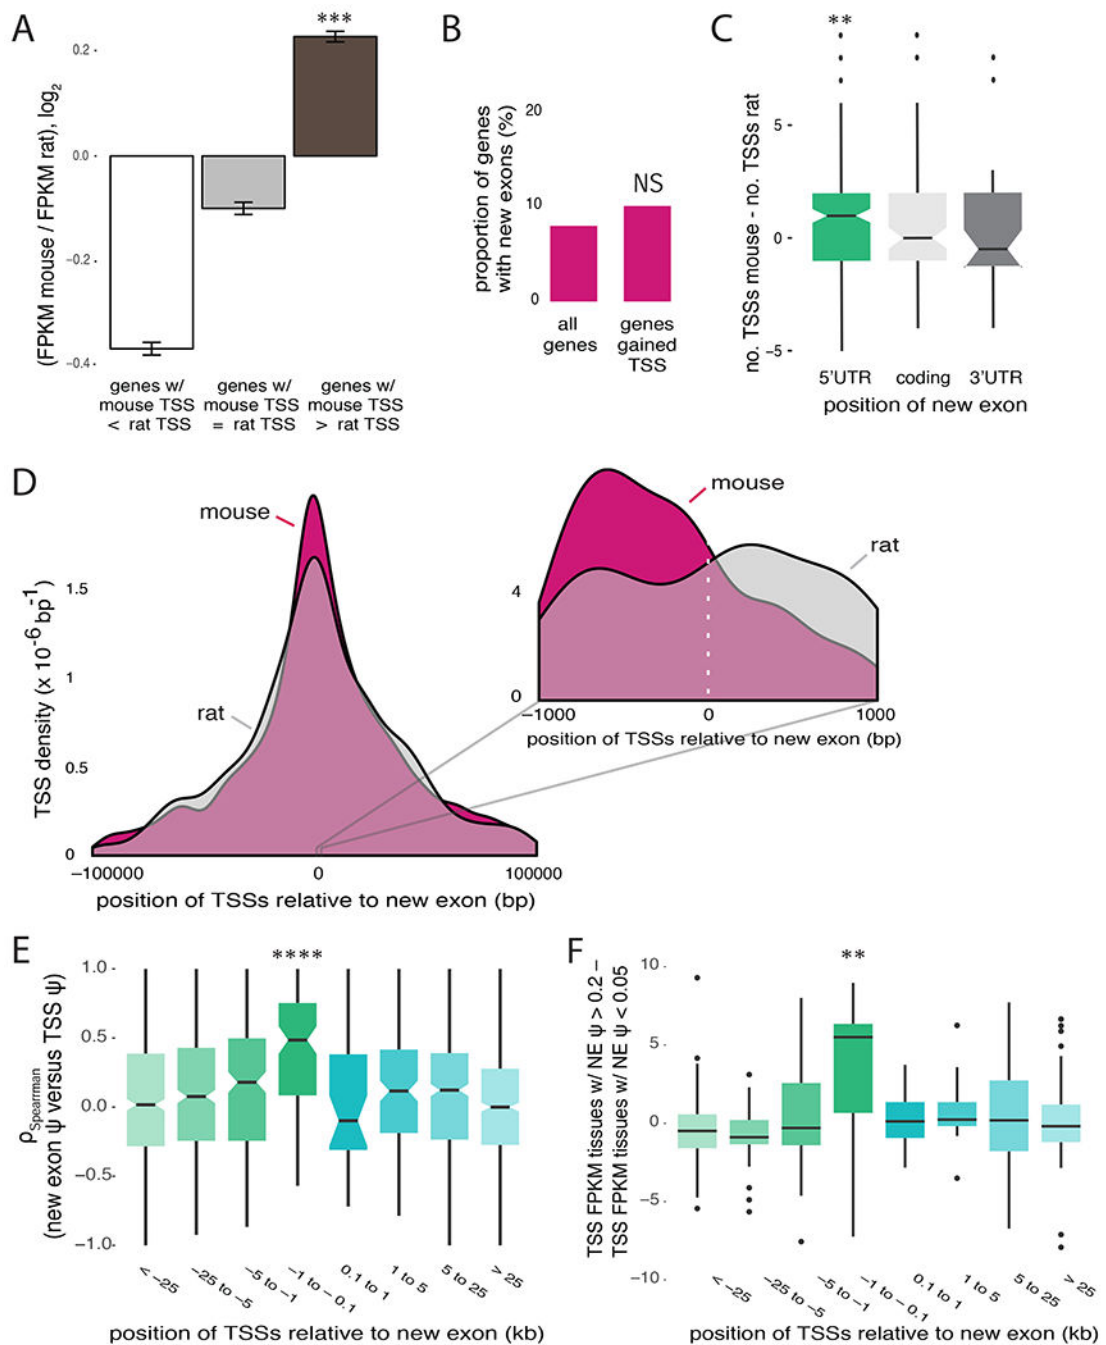 A
(FPKM mouse / FPKM rat), log2
0.2
0.0
−0.2
−0.4
***
genes w/
mouse TSS
< rat TSS
genes w/
mouse TSS
= rat TSS
genes w/
mouse TSS
> rat TSS
B
proportion of genes
with new exons (%)
20
10
0
NS
all
genes
genes
gained
TSS
C
no. TSSs mouse - no. TSSs rat
5
0
−5
**
5'UTR
coding
3'UTR
position of new exon
D
TSS density (x 10-6 bp-1)
1.5
1
0.5
0
mouse
rat
−100000
0
100000
position of TSSs relative to new exon (bp)
mouse
rat
4
0
−1000
0
1000
position of TSSs relative to new exon (bp)
E
ρSpearrman
(new exon ψ versus TSS ψ)
1.0
0.5
0.0
−0.5
−1.0
****
< −25
−25 to −5
−5 to −1
−1 to − 0.1
0.1 to 1
1 to 5
5 to 25
> 25
position of TSSs relative to new exon (kb)
F
TSS FPKM tissues w/ NE ψ > 0.2 –
TSS FPKM tissues w/ NE ψ < 0.05
10
5
0
−5
−10
**
< −25
−25 to −5
−5 to −1
−1 to − 0.1
0.1 to 1
1 to 5
5 to 25
> 25
position of TSSs relative to new exon (kb)